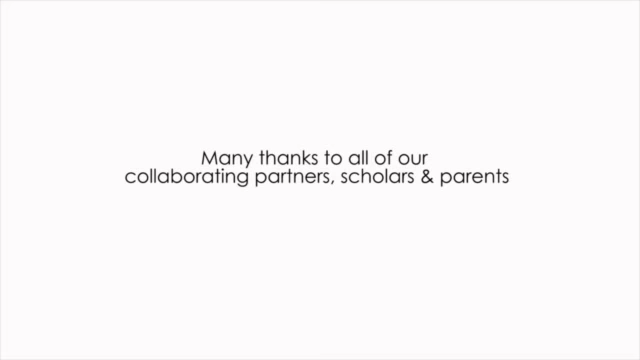 Many thanks to all of our
collaborating partners, scholars & parents